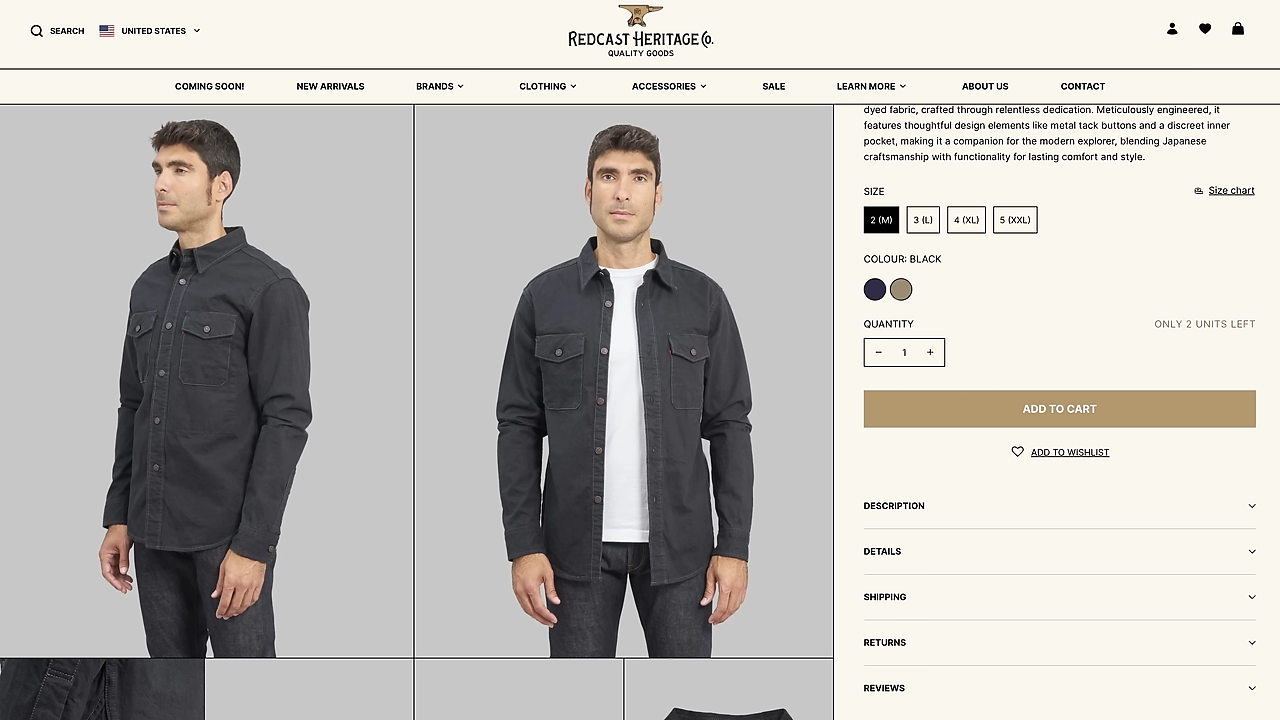 SEARCH
UNITED STATES
REDCAST HERITAGE CO.
QUALITY GOODS
COMING SOON!
NEW ARRIVALS
BRANDS
CLOTHING
ACCESSORIES
SALE
LEARN MORE
ABOUT US
CONTACT
dyed fabric, crafted through relentless dedication. Meticulously engineered, it
features thoughtful design elements like metal tack buttons and a discreet inner
pocket, making it a companion for the modern explorer, blending Japanese
craftsmanship with functionality for lasting comfort and style.
SIZE
Size chart
2 (M)
3 (L)
4 (XL)
5 (XXL)
COLOUR: BLACK
QUANTITY
ONLY 2 UNITS LEFT
− 1 +
ADD TO CART
ADD TO WISHLIST
DESCRIPTION
DETAILS
SHIPPING
RETURNS
REVIEWS